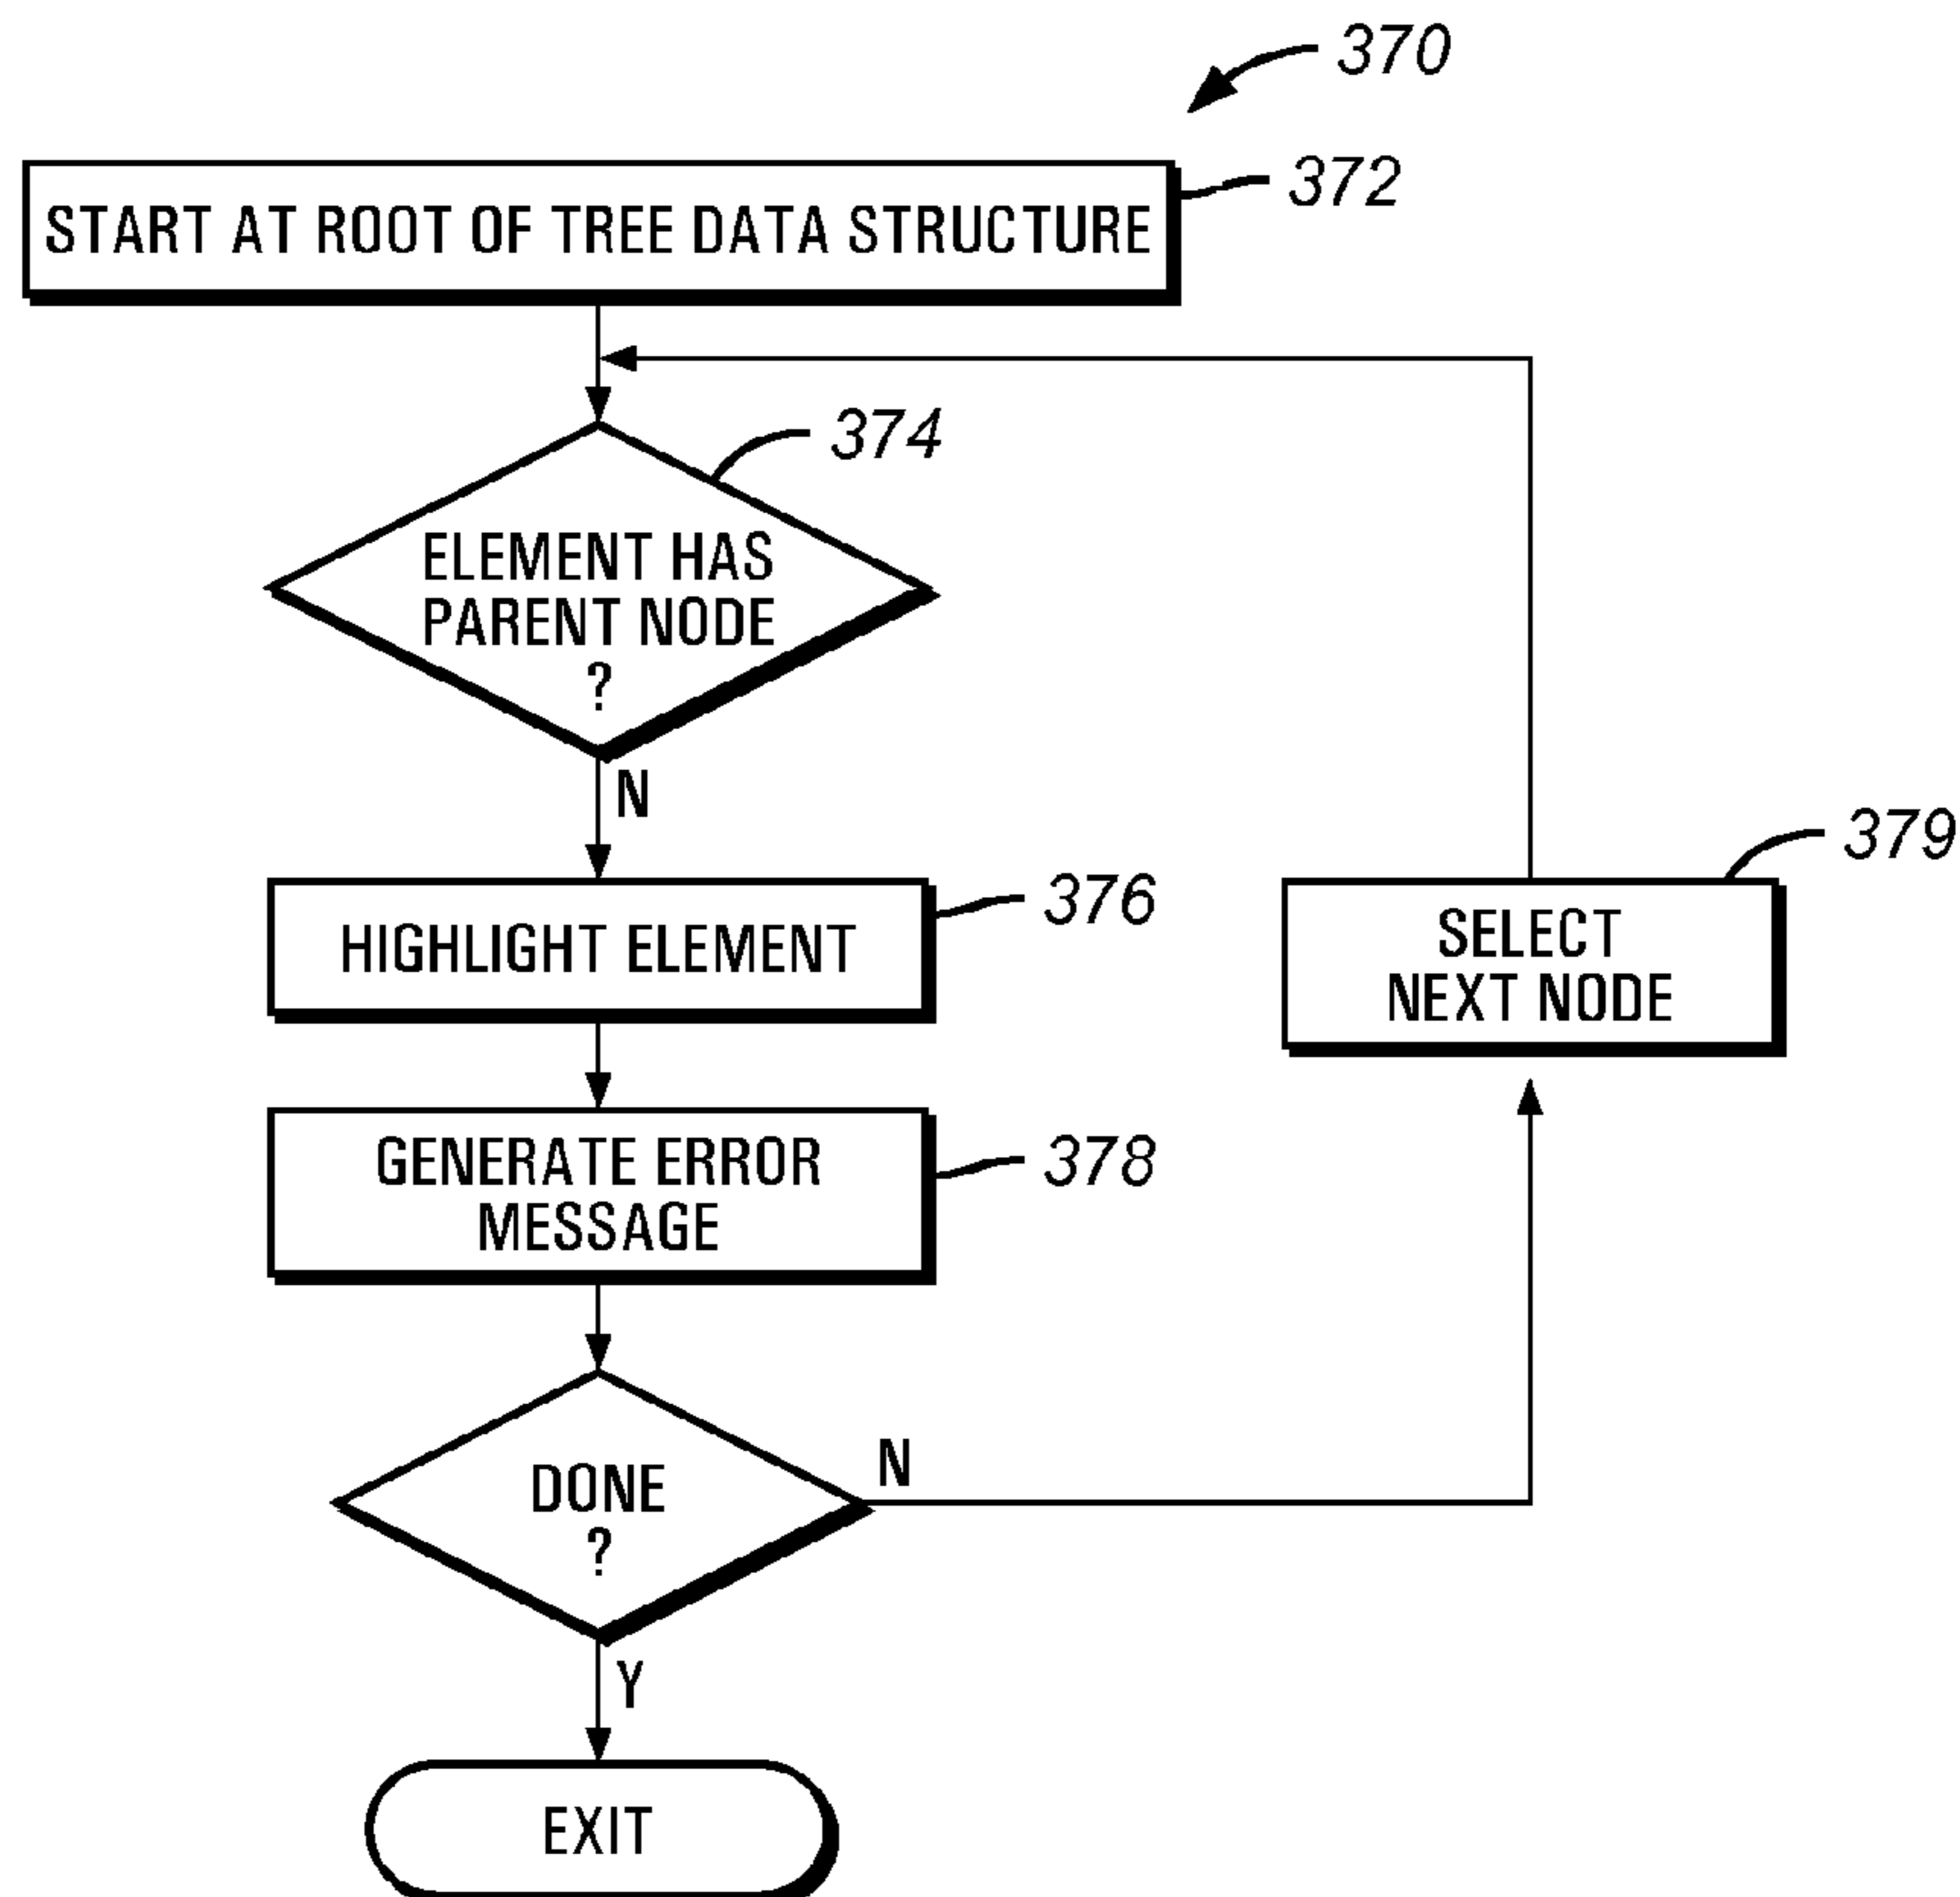 370
372
START AT ROOT OF TREE DATA STRUCTURE
374
ELEMENT HAS
PARENT NODE
?
N
376
HIGHLIGHT ELEMENT
379
SELECT
NEXT NODE
378
GENERATE ERROR
MESSAGE
DONE
?
N
Y
EXIT